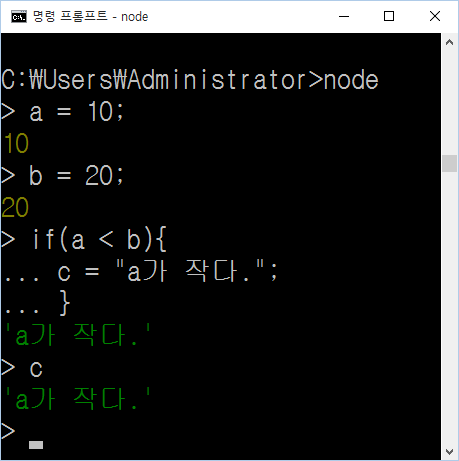 명령 프롬프트 - node
C:₩Users₩Administrator>node
> a = 10;
10
> b = 20;
20
> if(a < b){
... c = "a가 작다.";
... }
'a가 작다.'
> c
'a가 작다.'
>